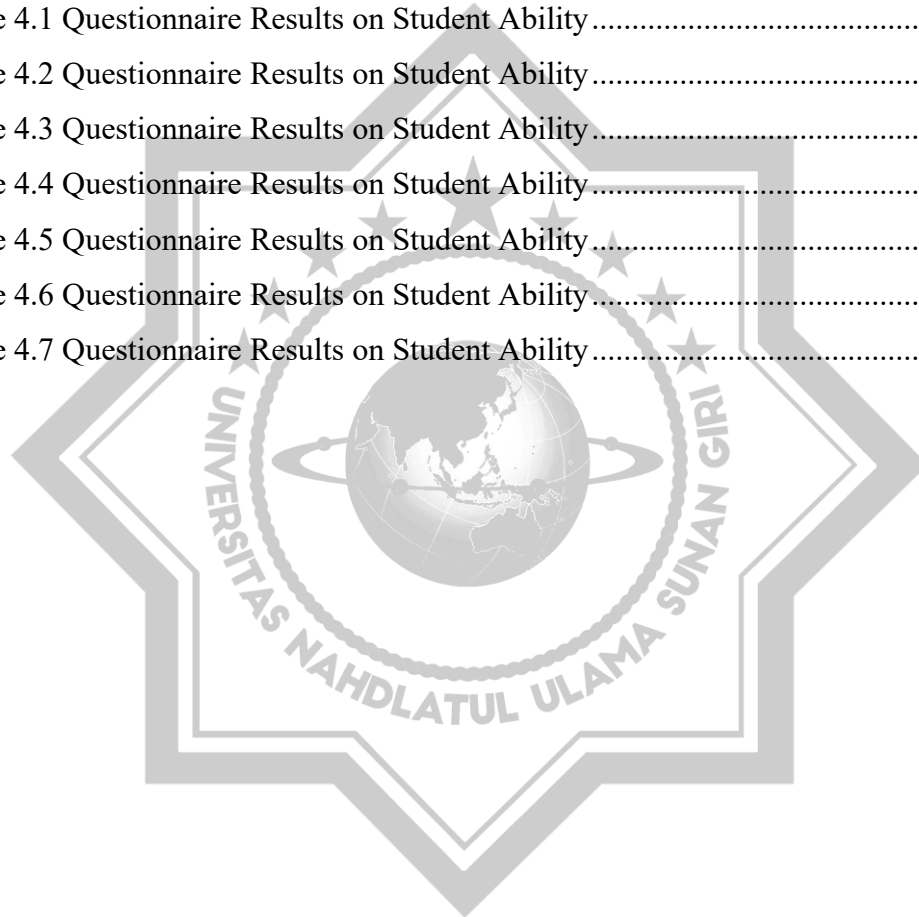 e 4.1 Questionnaire Results on Student Ability........................................
e 4.2 Questionnaire Results on Student Ability........................................
e 4.3 Questionnaire Results on Student Ability........................................
e 4.4 Questionnaire Results on Student Ability........................................
e 4.5 Questionnaire Results on Student Ability........................................
e 4.6 Questionnaire Results on Student Ability........................................
e 4.7 Questionnaire Results on Student Ability........................................
UNIVERSITAS NAHDLATUL ULAMA SUNAN GIRI